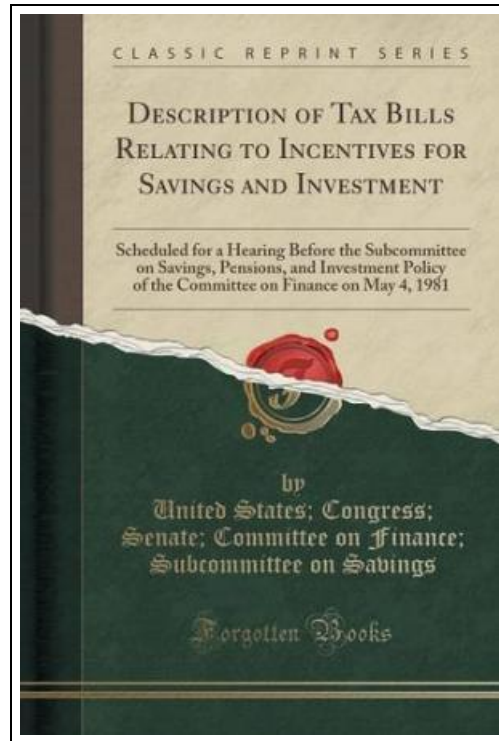 CLASSIC REPRINT SERIES
DESCRIPTION OF TAX BILLS
RELATING TO INCENTIVES FOR
SAVINGS AND INVESTMENT
Scheduled for a Hearing Before the Subcommittee
on Savings, Pensions, and Investment Policy
of the Committee on Finance on May 4, 1981
by
United States; Congress;
Senate; Committee on Finance;
Subcommittee on Savings
Forgotten Books